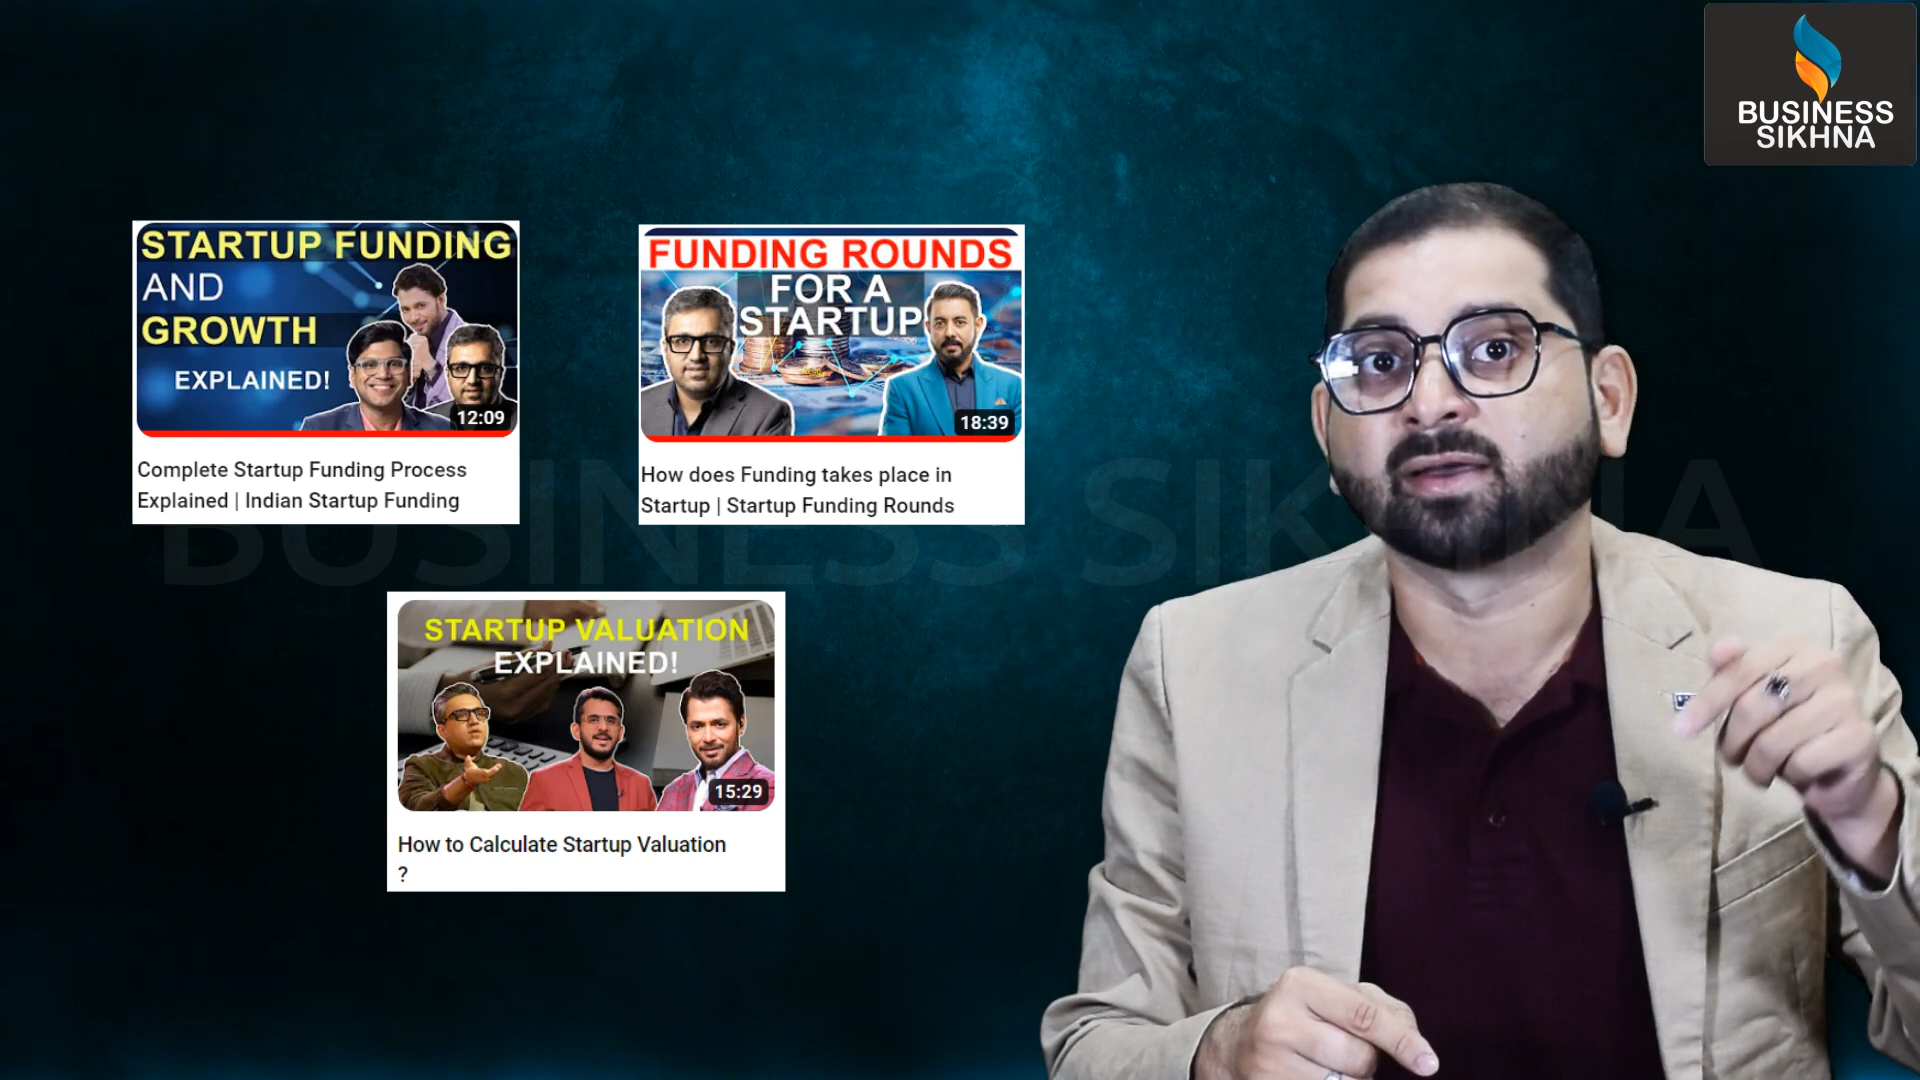 BUSINESS
SIKHNA
STARTUP FUNDING
AND
GROWTH
EXPLAINED!
12:09
Complete Startup Funding Process
Explained | Indian Startup Funding
FUNDING ROUNDS
FOR A
STARTUP
18:39
How does Funding takes place in
Startup | Startup Funding Rounds
BUSINESS SIKHNA
STARTUP VALUATION
EXPLAINED!
15:29
How to Calculate Startup Valuation
?